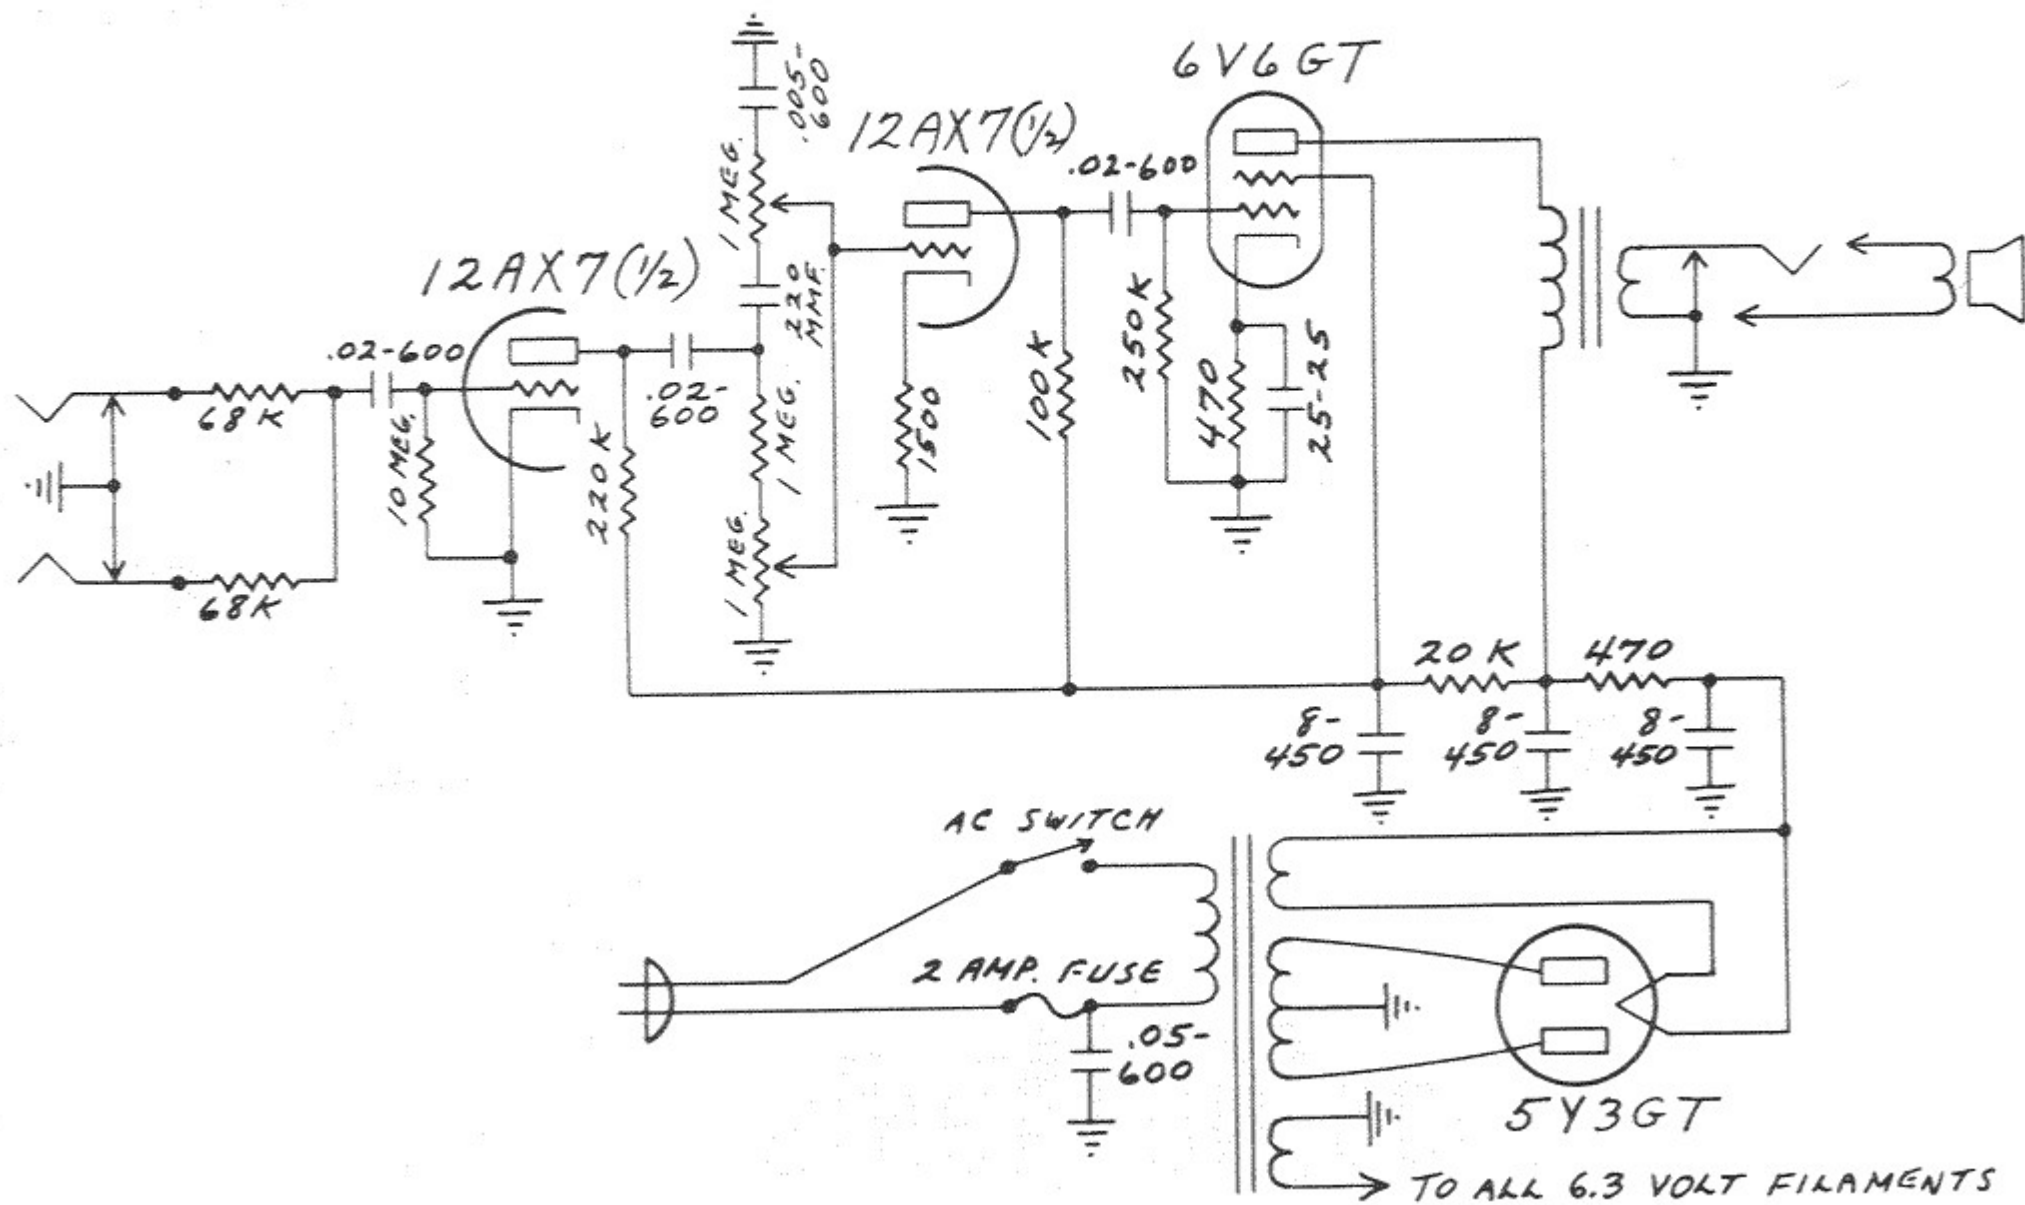 .005-
600
6V6GT
12AX7(½)
.02-600
1 MEG.
12AX7(½)
220
MMF.
.02-600
68K
10 MEG.
.02-
600
220K
1 MEG.
1500
100K
250K
470
25-25
1 MEG.
68K
20K
470
8-
450
8-
450
8-
450
AC SWITCH
2 AMP. FUSE
.05-
600
5Y3GT
TO ALL 6.3 VOLT FILAMENTS